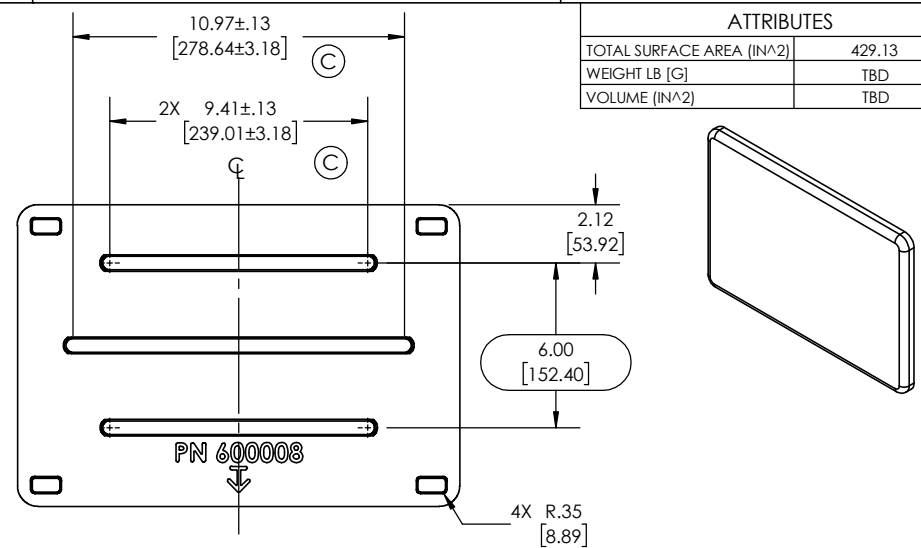 10.97±.13
[278.64±3.18]
C
2X 9.41±.13
[239.01±3.18]
C
℄
ATTRIBUTES
TOTAL SURFACE AREA (IN^2) 429.13
WEIGHT LB [G] TBD
VOLUME (IN^2) TBD
2.12
[53.92]
6.00
[152.40]
PN 600008
4X R.35
[8.89]